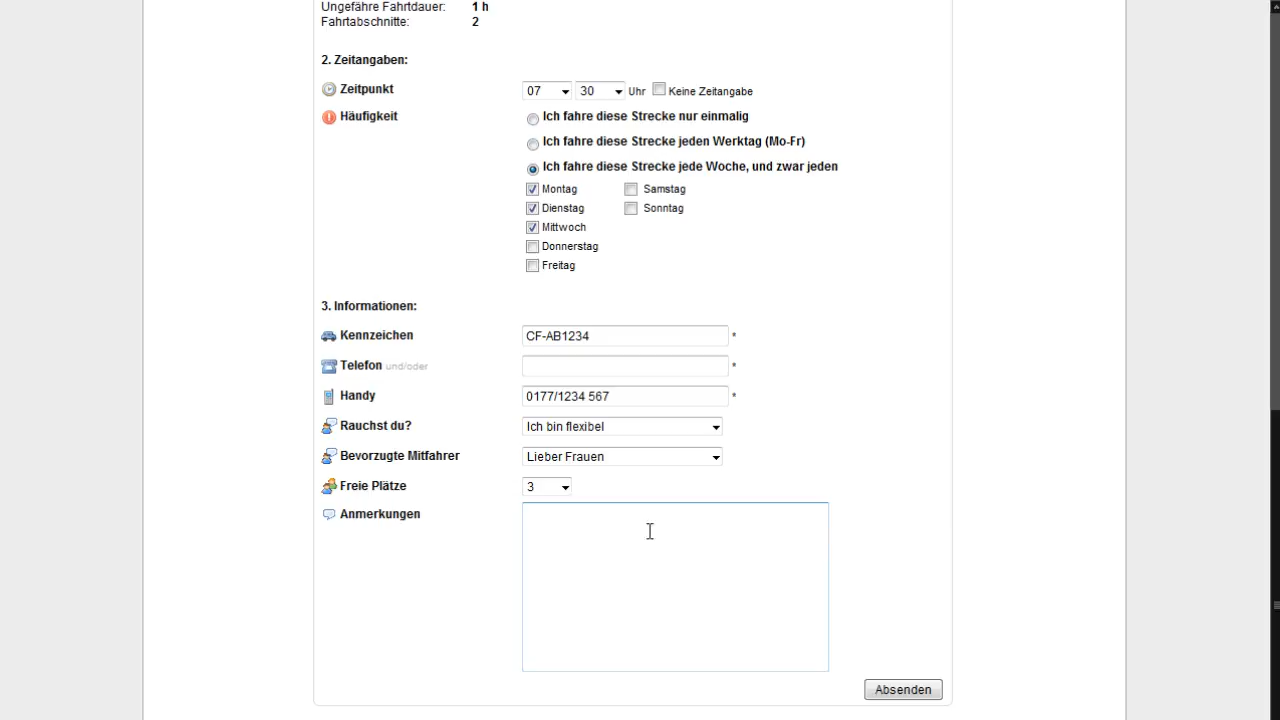 Ungefähre Fahrtdauer: 1 h
Fahrtabschnitte: 2
2. Zeitangaben:
Zeitpunkt 07 30 Uhr Keine Zeitangabe
Häufigkeit Ich fahre diese Strecke nur einmalig
Ich fahre diese Strecke jeden Werktag (Mo-Fr)
Ich fahre diese Strecke jede Woche, und zwar jeden
Montag Samstag
Dienstag Sonntag
Mittwoch
Donnerstag
Freitag
3. Informationen:
Kennzeichen CF-AB1234 *
Telefon und/oder *
Handy 0177/1234 567 *
Rauchst du? Ich bin flexibel
Bevorzugte Mitfahrer Lieber Frauen
Freie Plätze 3
Anmerkungen
Absenden